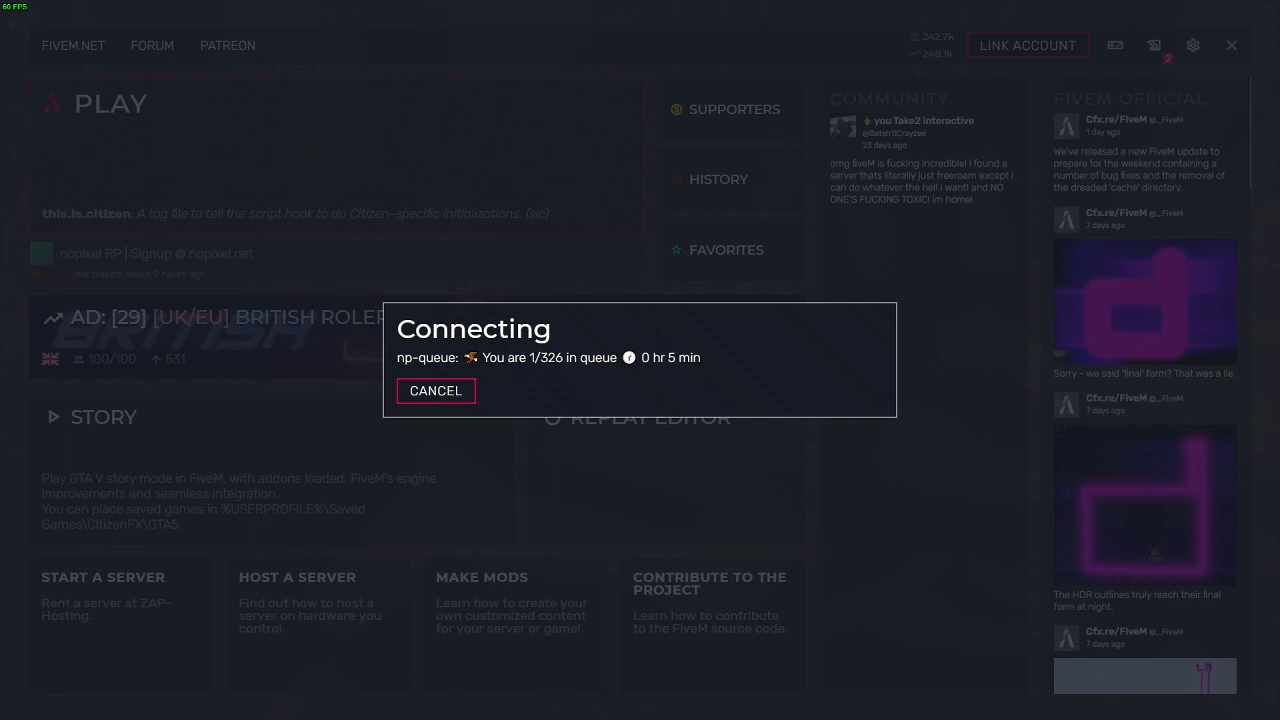 60 FPS
FIVEM.NET FORUM PATREON
242.7k
248.1k
LINK ACCOUNT
2
PLAY
this.is.citizen: A tag file to tell the script hook to do Citizen-specific initializations. (sic)
nopixel RP | Signup @ nopixel.net
last played: about 2 hours ago
SUPPORTERS
HISTORY
FAVORITES
AD: [29] [UK/EU] BRITISH ROLEP
BRITISH
100/100 531
Connecting
np-queue: You are 1/326 in queue 0 hr 5 min
CANCEL
STORY
Play GTA V story mode in FiveM, with addons loaded, FiveM's engine
improvements and seamless integration.
You can place saved games in %USERPROFILE%\Saved
Games\CitizenFX\GTA5.
REPLAY EDITOR
START A SERVER
Rent a server at ZAP-
Hosting.
HOST A SERVER
Find out how to host a
server on hardware you
control.
MAKE MODS
Learn how to create your
own customized content
for your server or game!
CONTRIBUTE TO THE
PROJECT
Learn how to contribute
to the FiveM source code.
COMMUNITY
you Take2 interactive
@Batsh1tCrayzee
23 days ago
omg fiveM is fucking incredible! i found a
server thats literally just freeroam except i
can do whatever the hell i want! and NO
ONE'S FUCKING TOXIC! im home!
FIVEM OFFICIAL
Cfx.re/FiveM @_FiveM
1 day ago
We've released a new FiveM update to
prepare for the weekend containing a
number of bug fixes and the removal of
the dreaded 'cache' directory.
Cfx.re/FiveM @_FiveM
7 days ago
Sorry - we said 'final' form? That was a lie.
Cfx.re/FiveM @_FiveM
7 days ago
The HDR outlines truly reach their final
form at night.
Cfx.re/FiveM @_FiveM
7 days ago